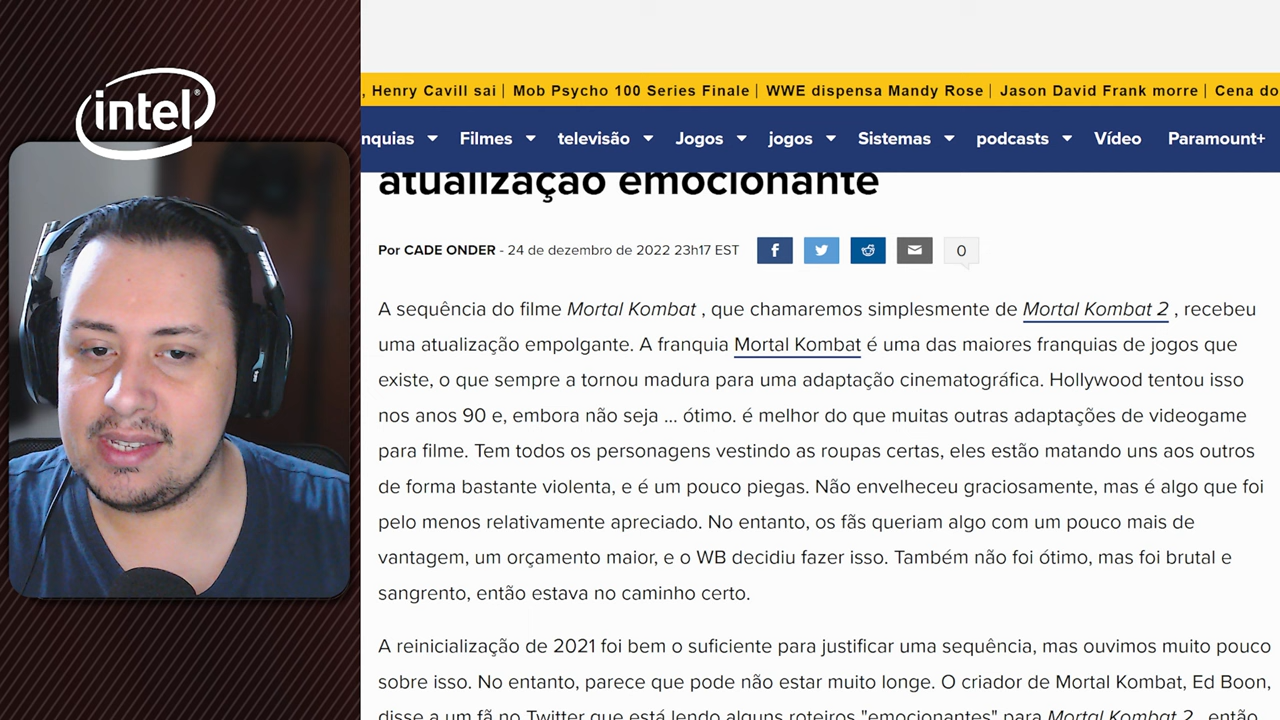 intel®
, Henry Cavill sai | Mob Psycho 100 Series Finale | WWE dispensa Mandy Rose | Jason David Frank morre | Cena do
nquias Filmes televisão Jogos jogos Sistemas podcasts Vídeo Paramount+
atualização emocionante
Por CADE ONDER - 24 de dezembro de 2022 23h17 EST 0
A sequência do filme Mortal Kombat , que chamaremos simplesmente de Mortal Kombat 2 , recebeu
uma atualização empolgante. A franquia Mortal Kombat é uma das maiores franquias de jogos que
existe, o que sempre a tornou madura para uma adaptação cinematográfica. Hollywood tentou isso
nos anos 90 e, embora não seja ... ótimo. é melhor do que muitas outras adaptações de videogame
para filme. Tem todos os personagens vestindo as roupas certas, eles estão matando uns aos outros
de forma bastante violenta, e é um pouco piegas. Não envelheceu graciosamente, mas é algo que foi
pelo menos relativamente apreciado. No entanto, os fãs queriam algo com um pouco mais de
vantagem, um orçamento maior, e o WB decidiu fazer isso. Também não foi ótimo, mas foi brutal e
sangrento, então estava no caminho certo.
A reinicialização de 2021 foi bem o suficiente para justificar uma sequência, mas ouvimos muito pouco
sobre isso. No entanto, parece que pode não estar muito longe. O criador de Mortal Kombat, Ed Boon,
disse a um fã no Twitter que está lendo alguns roteiros "emocionantes" para Mortal Kombat 2 , então